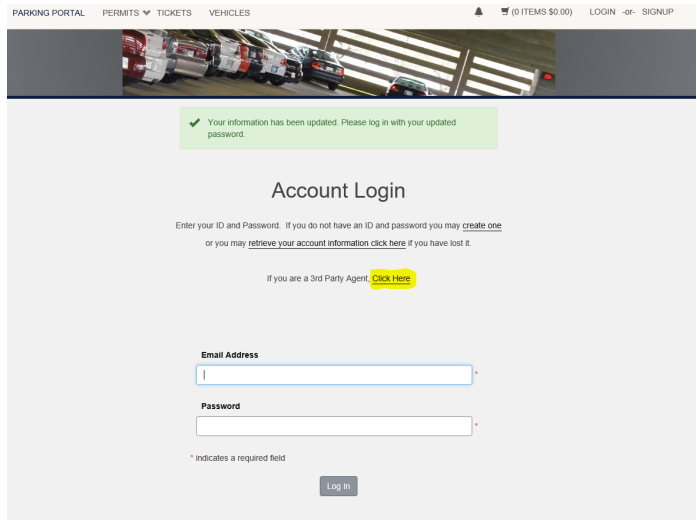 PARKING PORTAL PERMITS TICKETS VEHICLES (0 ITEMS $0.00) LOGIN -or- SIGNUP
Your information has been updated. Please log in with your updated
password.
Account Login
Enter your ID and Password. If you do not have an ID and password you may create one
or you may retrieve your account information click here if you have lost it.
If you are a 3rd Party Agent, Click Here
Email Address
*
Password
*
* indicates a required field
Log In